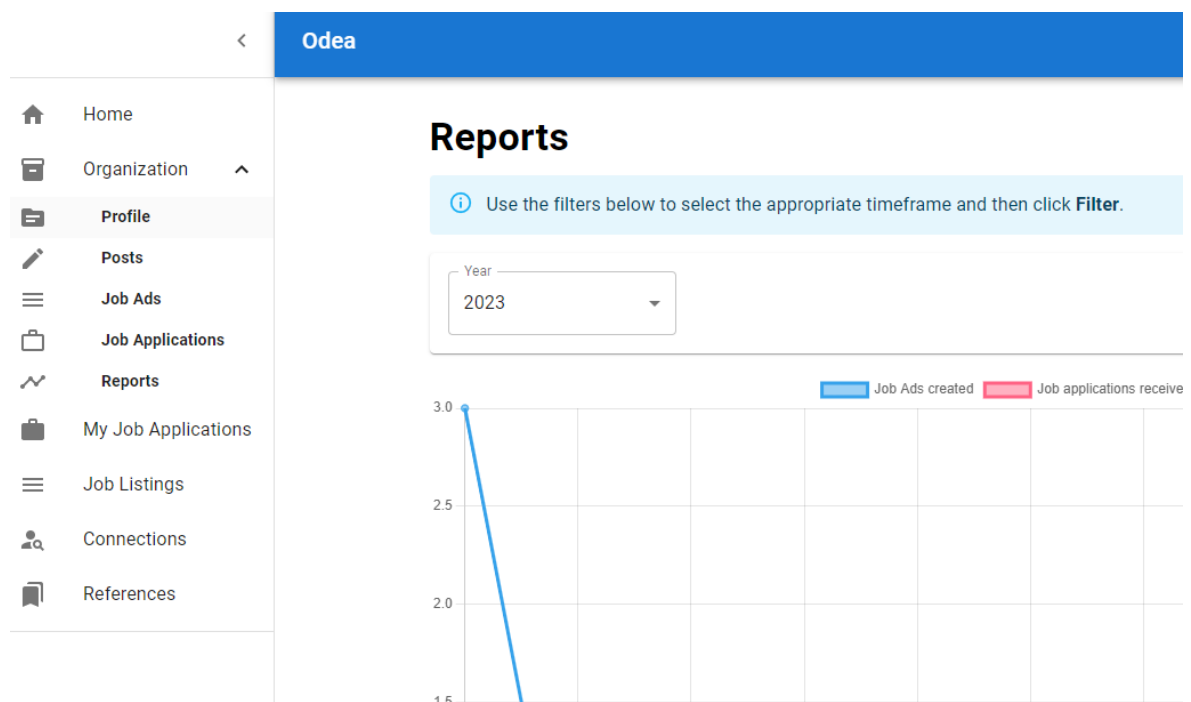 Odea
Home
Organization
Profile
Posts
Job Ads
Job Applications
Reports
My Job Applications
Job Listings
Connections
References
Reports
Use the filters below to select the appropriate timeframe and then click Filter.
Year
2023
Job Ads created Job applications receive
3.0
2.5
2.0
1.5